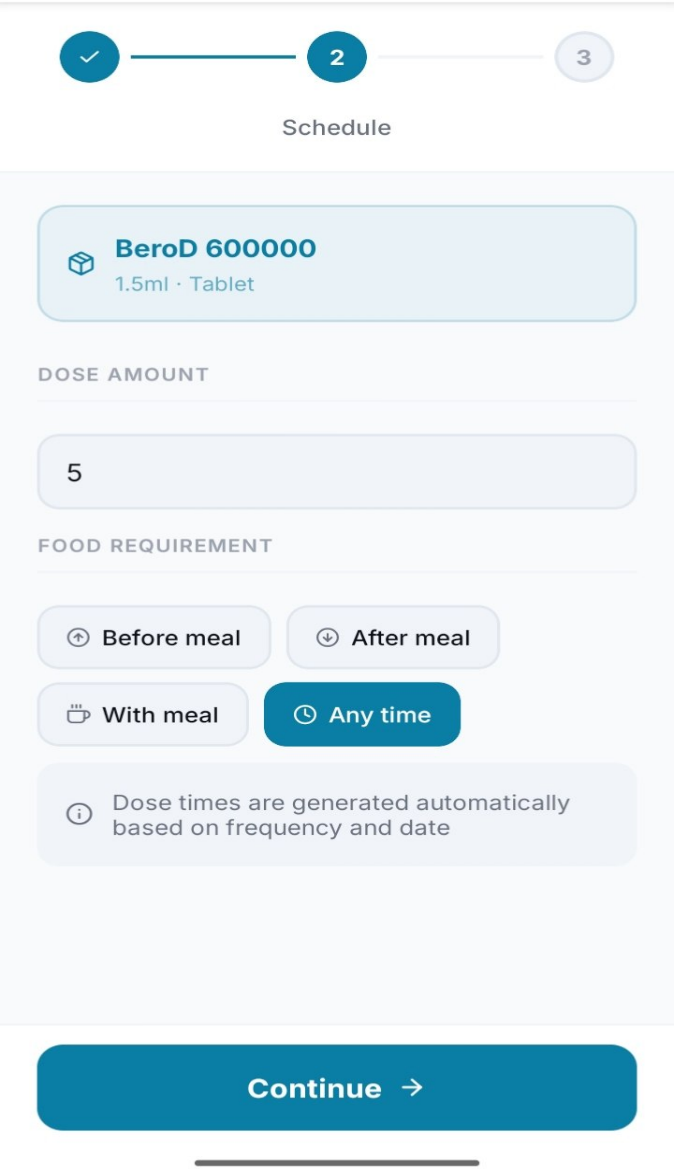 2
3
Schedule
BeroD 600000
1.5ml · Tablet
DOSE AMOUNT
5
FOOD REQUIREMENT
Before meal
After meal
With meal
Any time
Dose times are generated automatically
based on frequency and date
Continue →